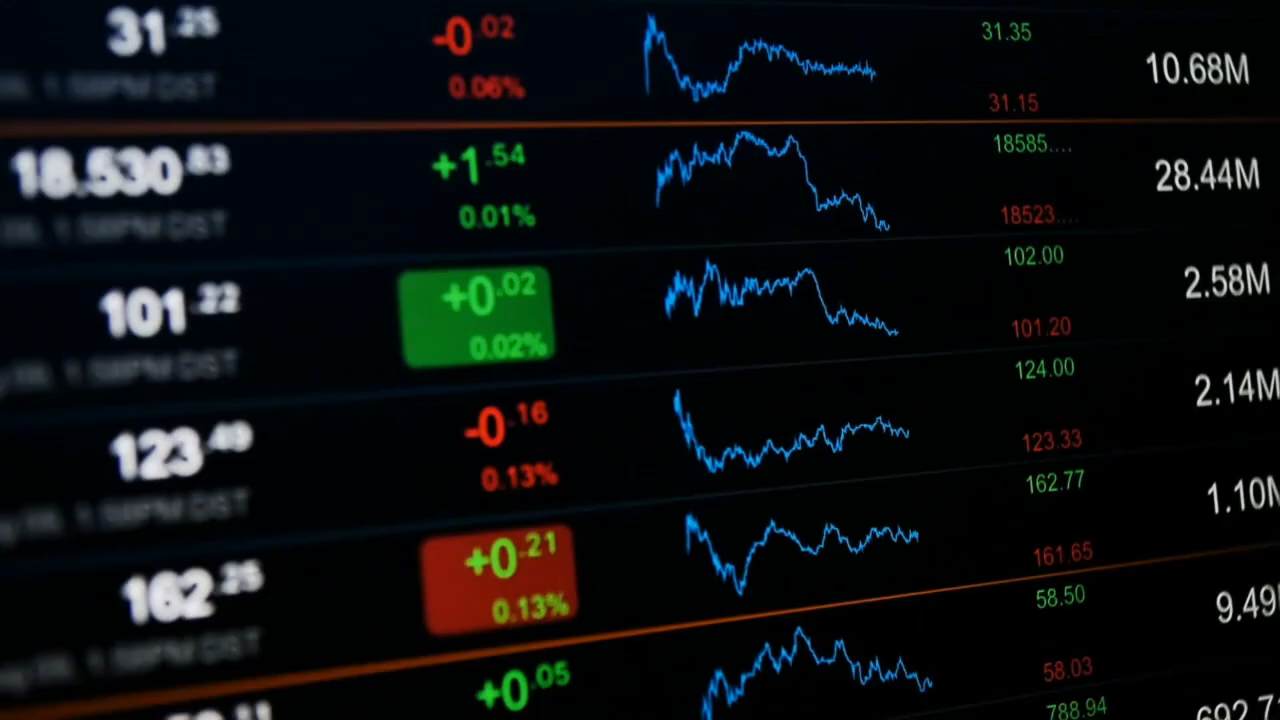 31.25 -0.02 31.35
0.06% 31.15 10.68M
18.530.83 +1.54 18585.... 28.44M
0.01% 18523....
101.22 +0.02 102.00 2.58M
0.02% 101.20
123.49 -0.16 124.00 2.14M
0.13% 123.33
162.25 +0.21 162.77 1.10M
0.13% 161.65
+0.05 58.50 9.49
58.03
788.94 692.7